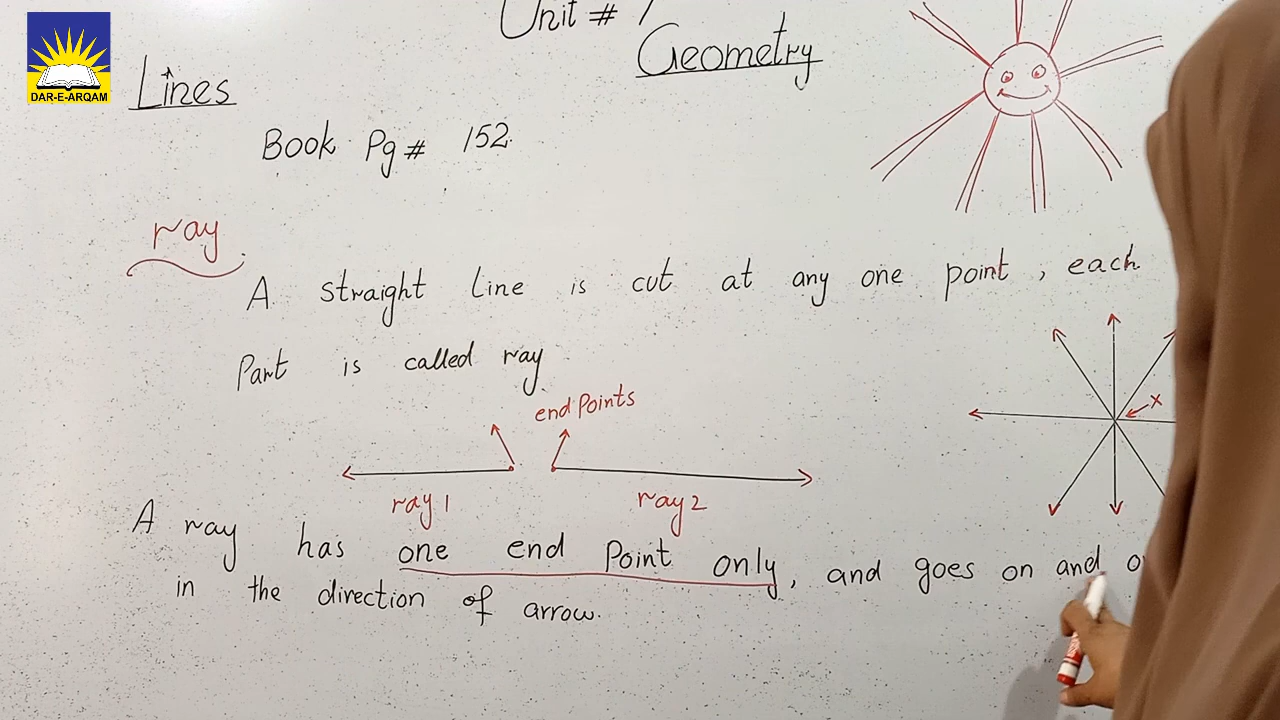 DAR-E-ARQAM
Unit # 7
Geometry
Lines
Book Pg # 152.
ray
A straight line is cut at any one point, each
Part is called ray
end Points
x
ray 1
ray 2
A ray has one end Point only, and goes on and
in the direction of arrow.